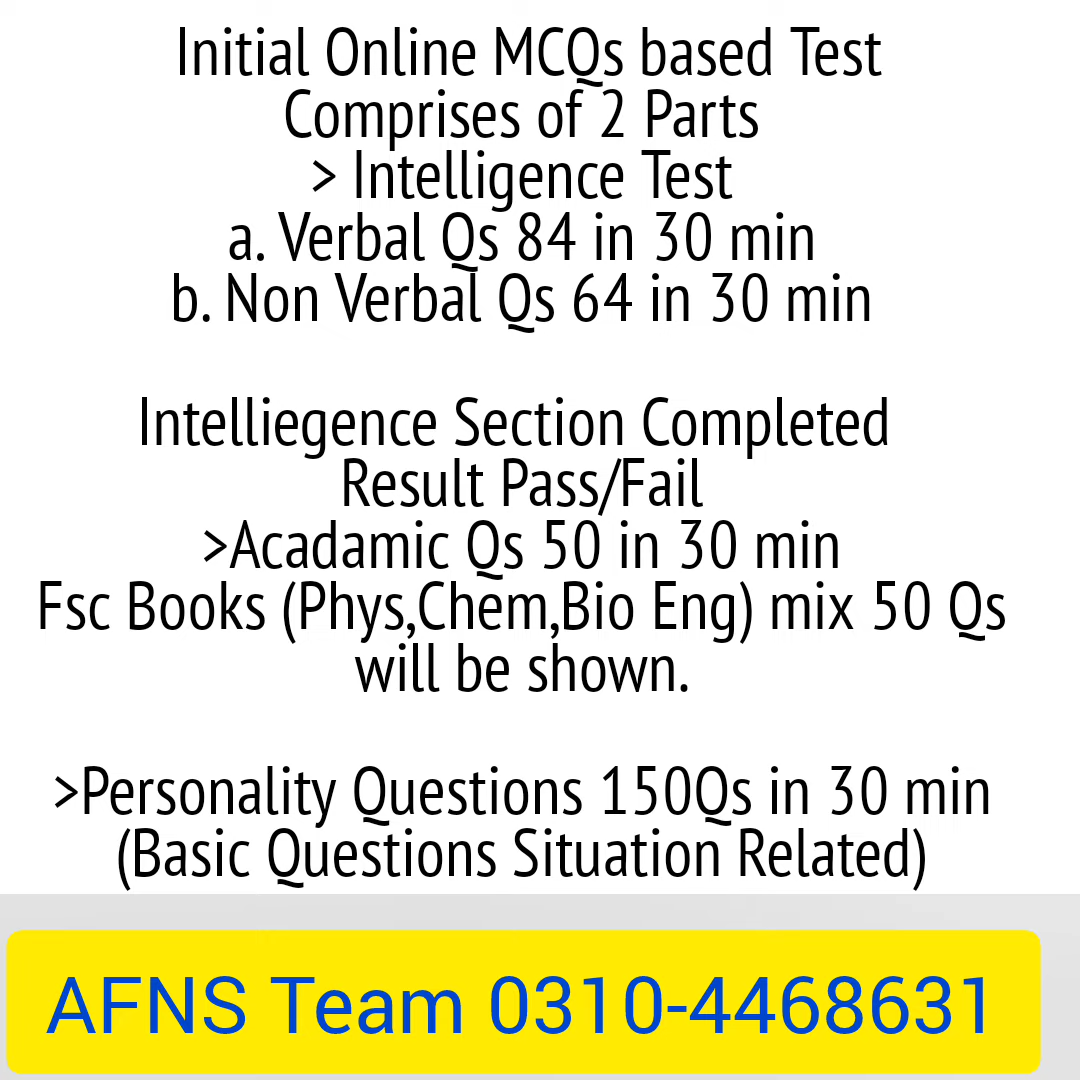 Initial Online MCQs based Test
Comprises of 2 Parts
> Intelligence Test
a. Verbal Qs 84 in 30 min
b. Non Verbal Qs 64 in 30 min
Intelliegence Section Completed
Result Pass/Fail
>Acadamic Qs 50 in 30 min
Fsc Books (Phys,Chem,Bio Eng) mix 50 Qs
will be shown.
>Personality Questions 150Qs in 30 min
(Basic Questions Situation Related)
AFNS Team 0310-4468631